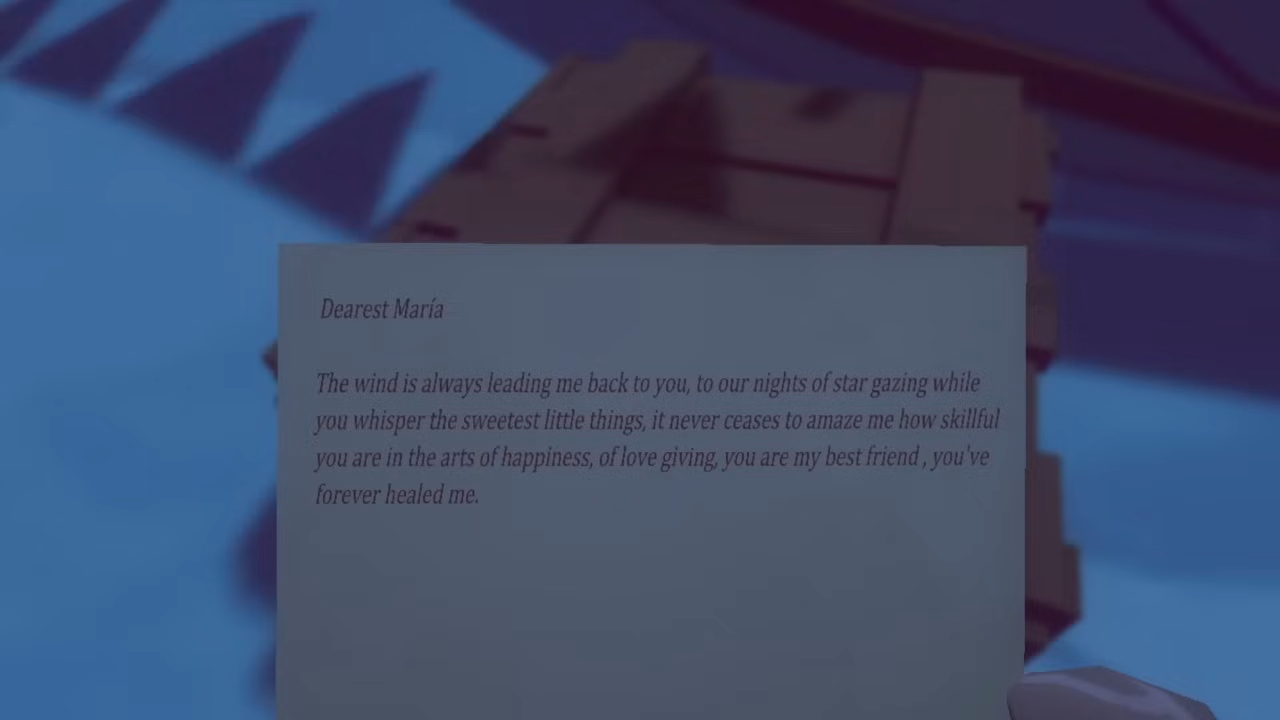 Dearest María
The wind is always leading me back to you, to our nights of star gazing while
you whisper the sweetest little things, it never ceases to amaze me how skillful
you are in the arts of happiness, of love giving, you are my best friend , you've
forever healed me.